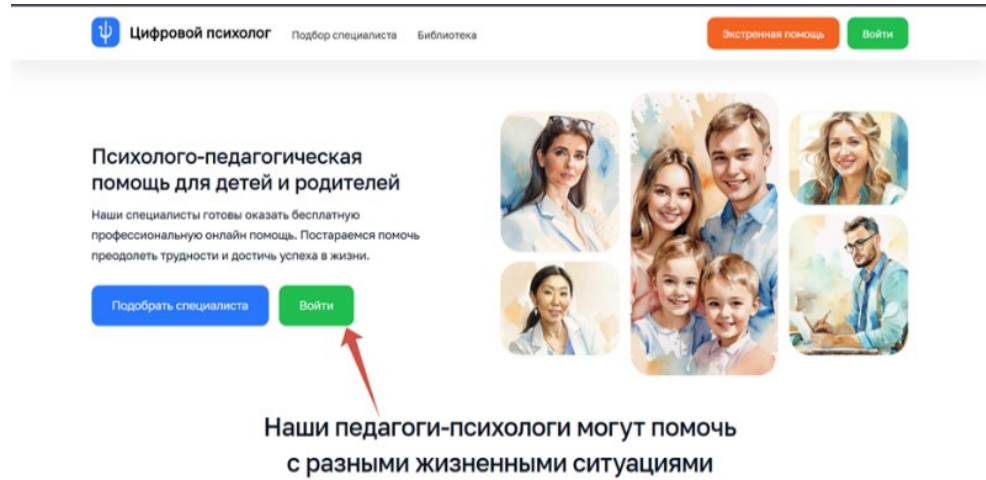 Цифровой психолог
Подбор специалиста
Библиотека
Экстренная помощь
Войти
Психолого-педагогическая
помощь для детей и родителей
Наши специалисты готовы оказать бесплатную
профессиональную онлайн помощь. Постараемся помочь
преодолеть трудности и достичь успеха в жизни.
Подобрать специалиста
Войти
Наши педагоги-психологи могут помочь
с разными жизненными ситуациями